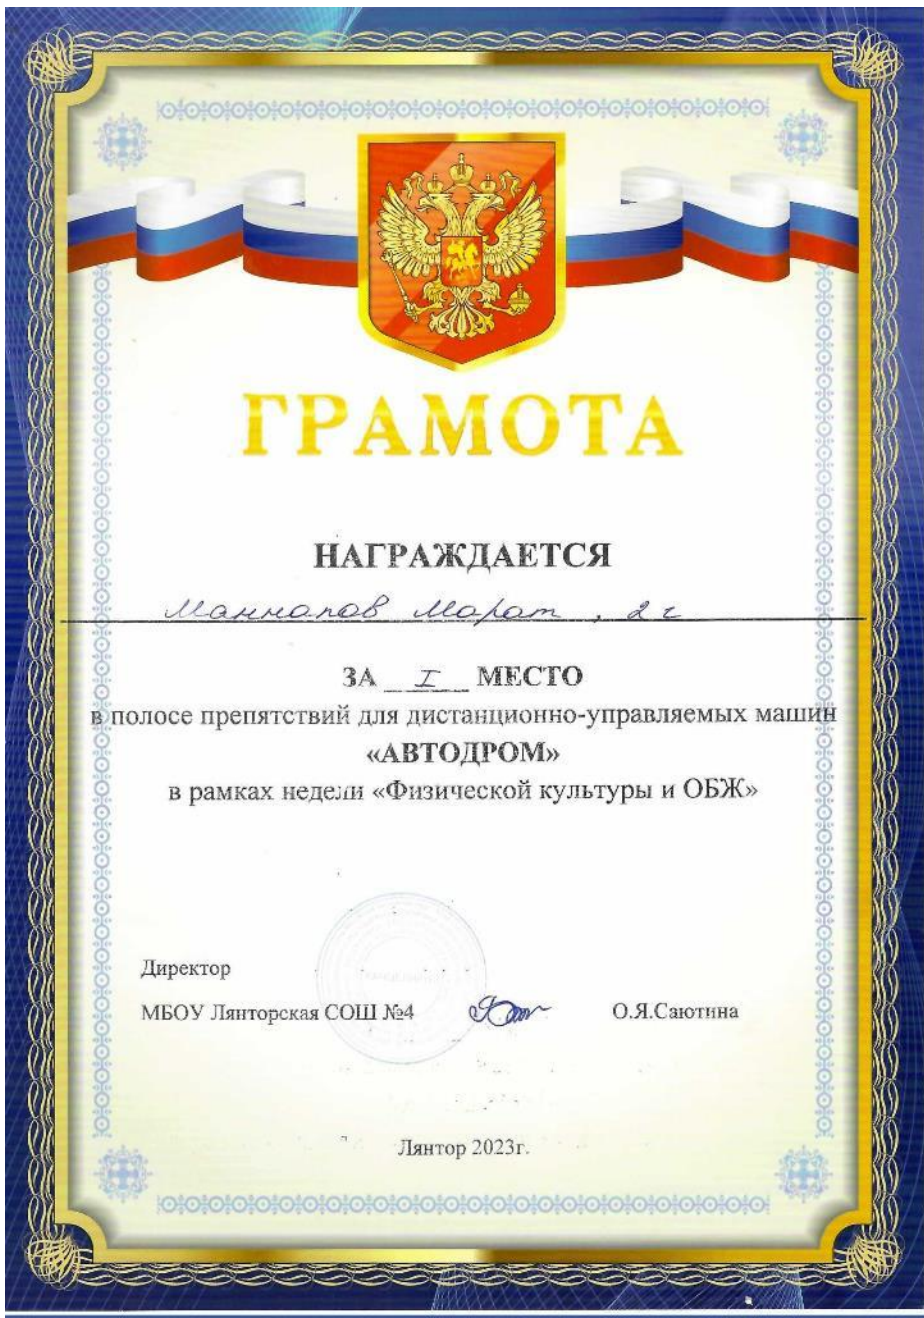 ГРАМОТА
НАГРАЖДАЕТСЯ
Маннапов Марат, 2 г
ЗА I МЕСТО
в полосе препятствий для дистанционно-управляемых машин
«АВТОДРОМ»
в рамках недели «Физической культуры и ОБЖ»
Директор
МБОУ Лянторская СОШ №4 О.Я.Саютина
Лянтор 2023г.